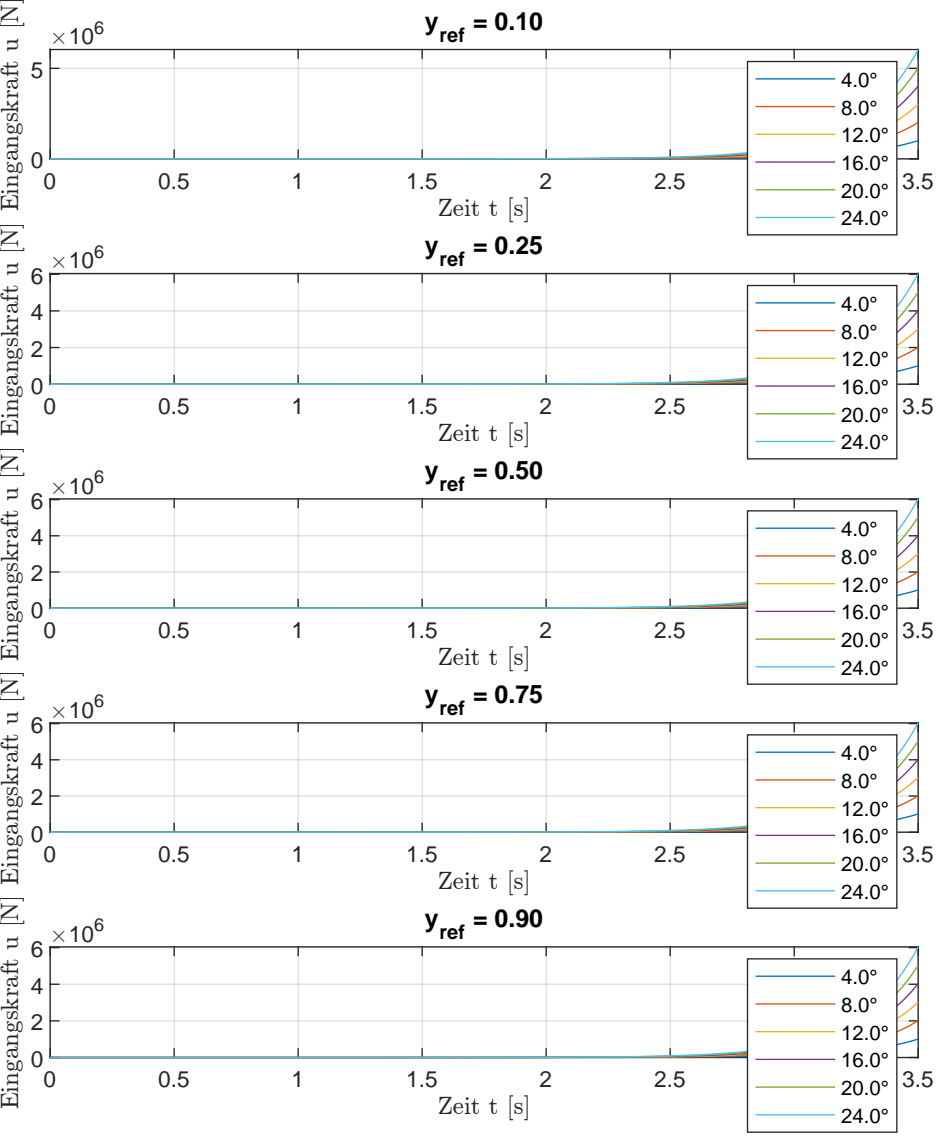 y_ref = 0.10
×10^6
Eingangskraft u [N]
5
0
0 0.5 1 1.5 2 2.5 3.5
Zeit t [s]
4.0°
8.0°
12.0°
16.0°
20.0°
24.0°
y_ref = 0.25
×10^6
Eingangskraft u [N]
6
4
2
0
0 0.5 1 1.5 2 2.5 3.5
Zeit t [s]
4.0°
8.0°
12.0°
16.0°
20.0°
24.0°
y_ref = 0.50
×10^6
Eingangskraft u [N]
6
4
2
0
0 0.5 1 1.5 2 2.5 3.5
Zeit t [s]
4.0°
8.0°
12.0°
16.0°
20.0°
24.0°
y_ref = 0.75
×10^6
Eingangskraft u [N]
6
4
2
0
0 0.5 1 1.5 2 2.5 3.5
Zeit t [s]
4.0°
8.0°
12.0°
16.0°
20.0°
24.0°
y_ref = 0.90
×10^6
Eingangskraft u [N]
6
4
2
0
0 0.5 1 1.5 2 2.5 3.5
Zeit t [s]
4.0°
8.0°
12.0°
16.0°
20.0°
24.0°